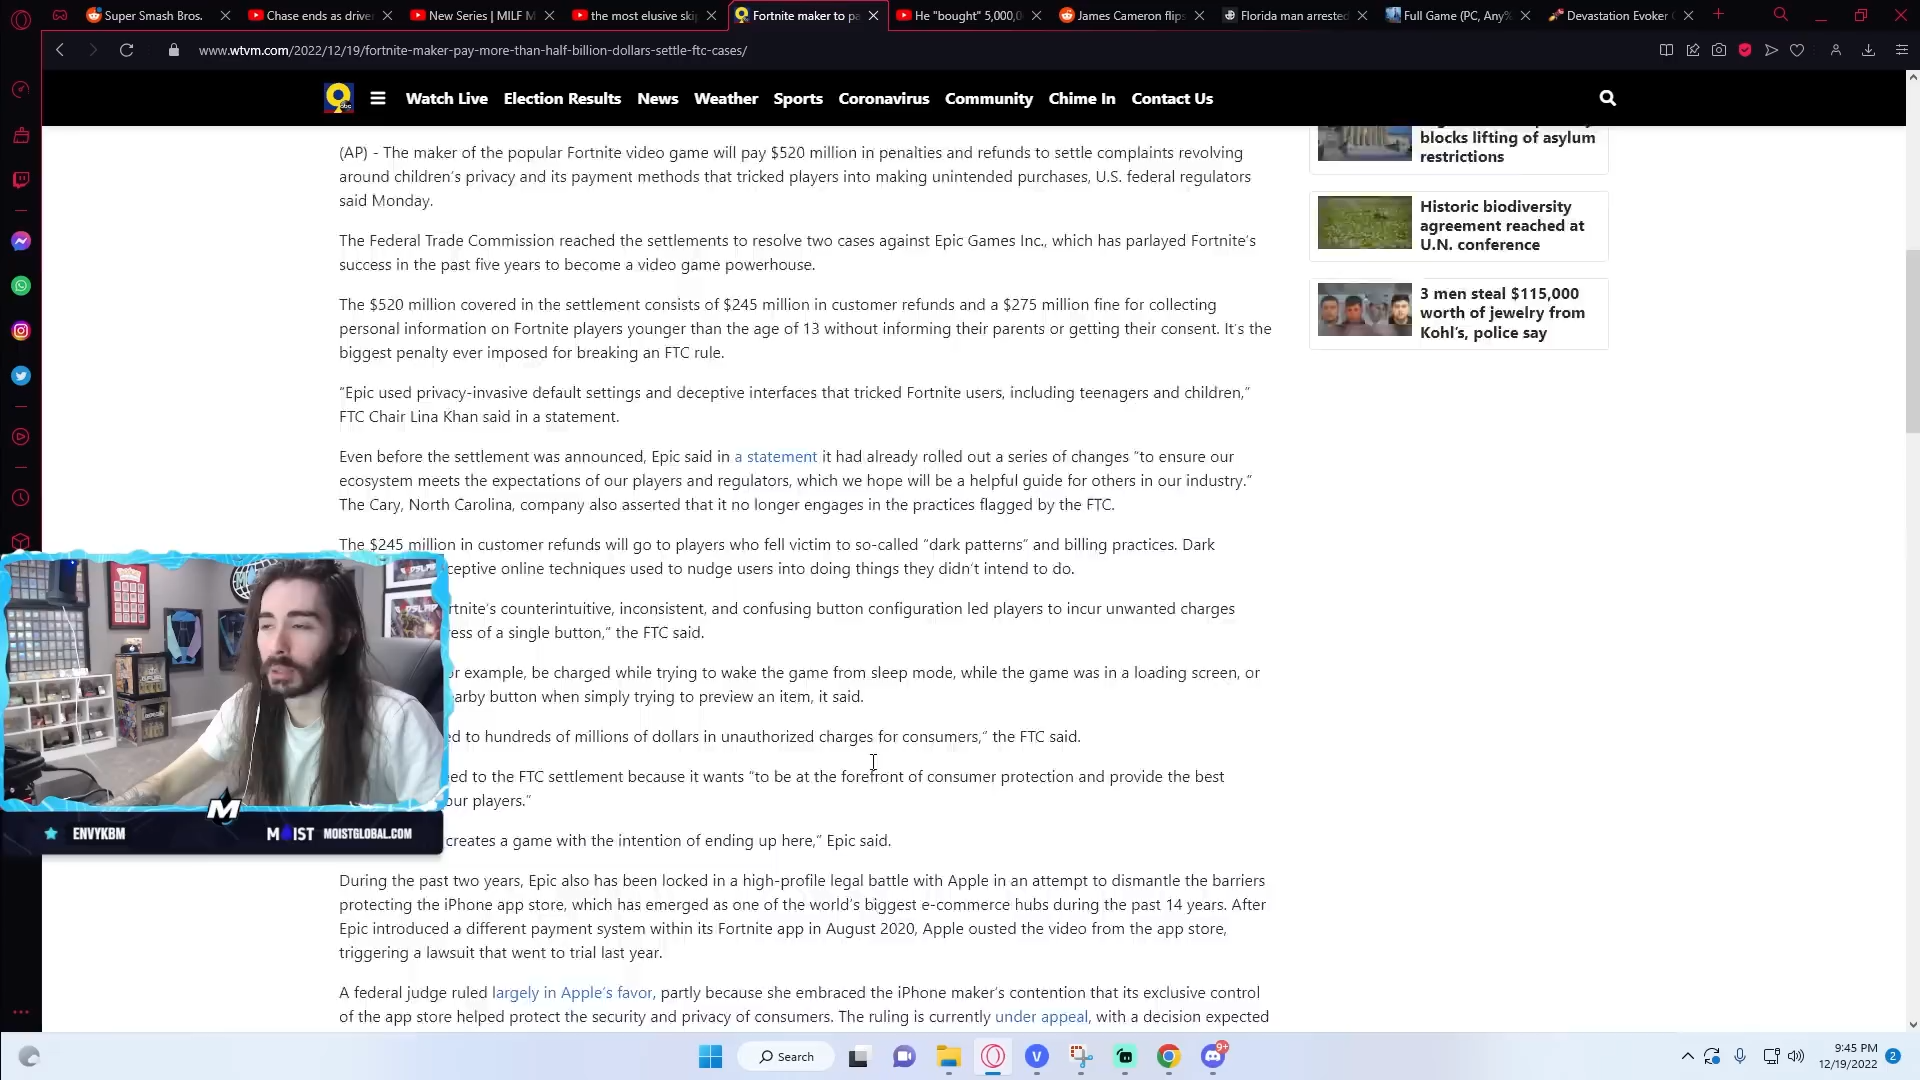 Super Smash Bros.
Chase ends as driver
New Series | MILF M
the most elusive ski
Fortnite maker to pa
He "bought" 5,000,0
James Cameron flips
Florida man arrested
Full Game (PC, Any%
Devastation Evoker
www.wtvm.com/2022/12/19/fortnite-maker-pay-more-than-half-billion-dollars-settle-ftc-cases/
9 abc
Watch Live Election Results News Weather Sports Coronavirus Community Chime In Contact Us
blocks lifting of asylum
restrictions
Historic biodiversity
agreement reached at
U.N. conference
3 men steal $115,000
worth of jewelry from
Kohl's, police say
(AP) - The maker of the popular Fortnite video game will pay $520 million in penalties and refunds to settle complaints revolving
around children's privacy and its payment methods that tricked players into making unintended purchases, U.S. federal regulators
said Monday.
The Federal Trade Commission reached the settlements to resolve two cases against Epic Games Inc., which has parlayed Fortnite's
success in the past five years to become a video game powerhouse.
The $520 million covered in the settlement consists of $245 million in customer refunds and a $275 million fine for collecting
personal information on Fortnite players younger than the age of 13 without informing their parents or getting their consent. It's the
biggest penalty ever imposed for breaking an FTC rule.
"Epic used privacy-invasive default settings and deceptive interfaces that tricked Fortnite users, including teenagers and children,"
FTC Chair Lina Khan said in a statement.
Even before the settlement was announced, Epic said in a statement it had already rolled out a series of changes "to ensure our
ecosystem meets the expectations of our players and regulators, which we hope will be a helpful guide for others in our industry."
The Cary, North Carolina, company also asserted that it no longer engages in the practices flagged by the FTC.
The $245 million in customer refunds will go to players who fell victim to so-called "dark patterns" and billing practices. Dark
ceptive online techniques used to nudge users into doing things they didn't intend to do.
rtnite's counterintuitive, inconsistent, and confusing button configuration led players to incur unwanted charges
ress of a single button," the FTC said.
or example, be charged while trying to wake the game from sleep mode, while the game was in a loading screen, or
earby button when simply trying to preview an item, it said.
ed to hundreds of millions of dollars in unauthorized charges for consumers," the FTC said.
eed to the FTC settlement because it wants "to be at the forefront of consumer protection and provide the best
our players."
creates a game with the intention of ending up here," Epic said.
During the past two years, Epic also has been locked in a high-profile legal battle with Apple in an attempt to dismantle the barriers
protecting the iPhone app store, which has emerged as one of the world's biggest e-commerce hubs during the past 14 years. After
Epic introduced a different payment system within its Fortnite app in August 2020, Apple ousted the video from the app store,
triggering a lawsuit that went to trial last year.
A federal judge ruled largely in Apple's favor, partly because she embraced the iPhone maker's contention that its exclusive control
of the app store helped protect the security and privacy of consumers. The ruling is currently under appeal, with a decision expected
M
ENVYKBM MOIST MOISTGLOBAL.COM
Search
V
9+
9:45 PM
12/19/2022
2